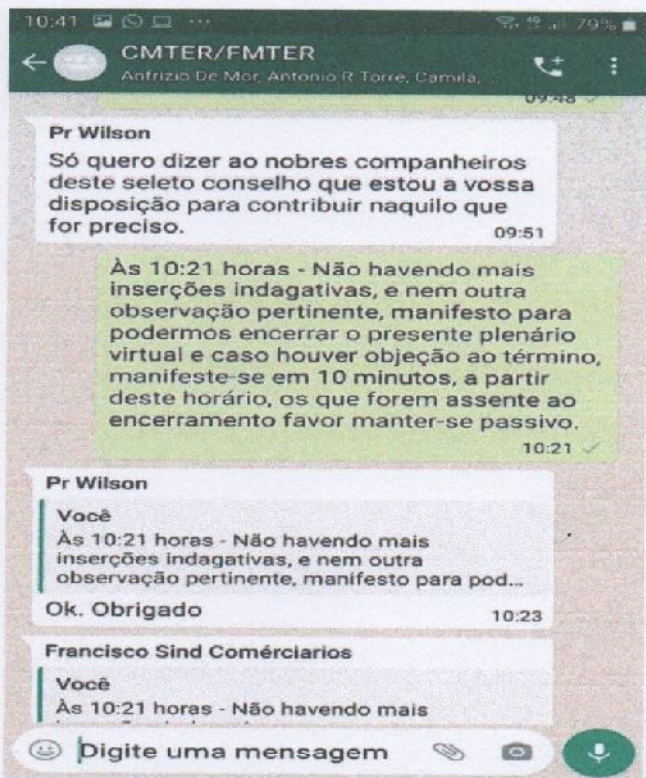 10:41 79%
CMTER/FMTER
Anfrizio De Mor, Antonio R Torre, Camila, ...
09:48
Pr Wilson
Só quero dizer ao nobres companheiros
deste seleto conselho que estou a vossa
disposição para contribuir naquilo que
for preciso.
09:51
Às 10:21 horas - Não havendo mais
inserções indagativas, e nem outra
observação pertinente, manifesto para
podermos encerrar o presente plenário
virtual e caso houver objeção ao término,
manifeste-se em 10 minutos, a partir
deste horário, os que forem assente ao
encerramento favor manter-se passivo.
10:21
Pr Wilson
Você
Às 10:21 horas - Não havendo mais
inserções indagativas, e nem outra
observação pertinente, manifesto para pod...
Ok. Obrigado
10:23
Francisco Sind Comérciarios
Você
Às 10:21 horas - Não havendo mais
Digite uma mensagem